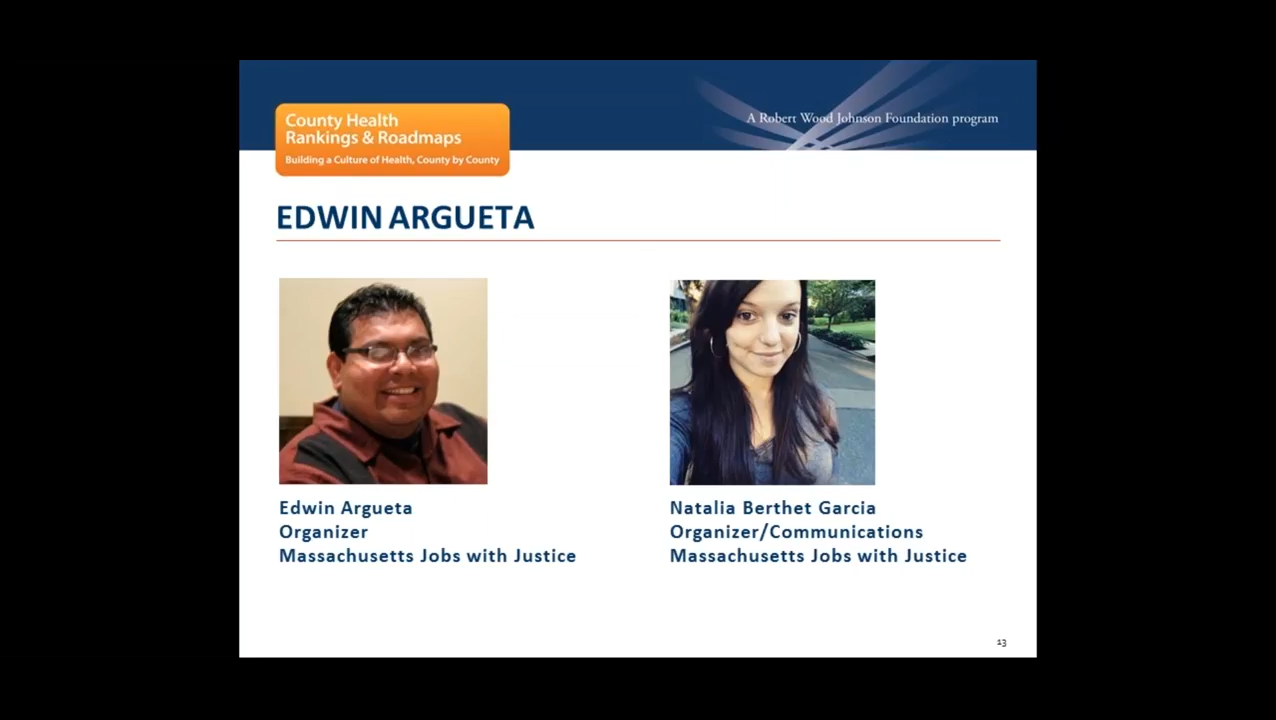 County Health
Rankings & Roadmaps
Building a Culture of Health, County by County
A Robert Wood Johnson Foundation program
EDWIN ARGUETA
Edwin Argueta
Organizer
Massachusetts Jobs with Justice
Natalia Berthet Garcia
Organizer/Communications
Massachusetts Jobs with Justice
13